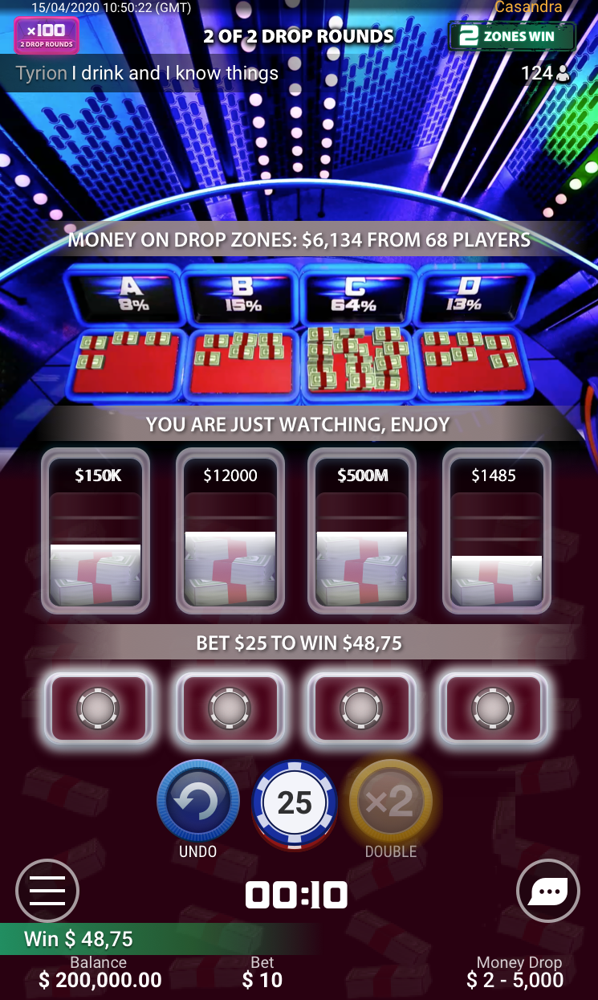 15/04/2020 10:50:22 (GMT)
Casandra
x100
2 DROP ROUNDS
2 OF 2 DROP ROUNDS
2 ZONES WIN
Tyrion I drink and I know things
124
MONEY ON DROP ZONES: $6,134 FROM 68 PLAYERS
A
8%
B
15%
C
64%
D
13%
YOU ARE JUST WATCHING, ENJOY
$150K
$12000
$500M
$1485
BET $25 TO WIN $48,75
25
x2
UNDO
DOUBLE
00:10
Win $ 48,75
Balance
$ 200,000.00
Bet
$ 10
Money Drop
$ 2 - 5,000